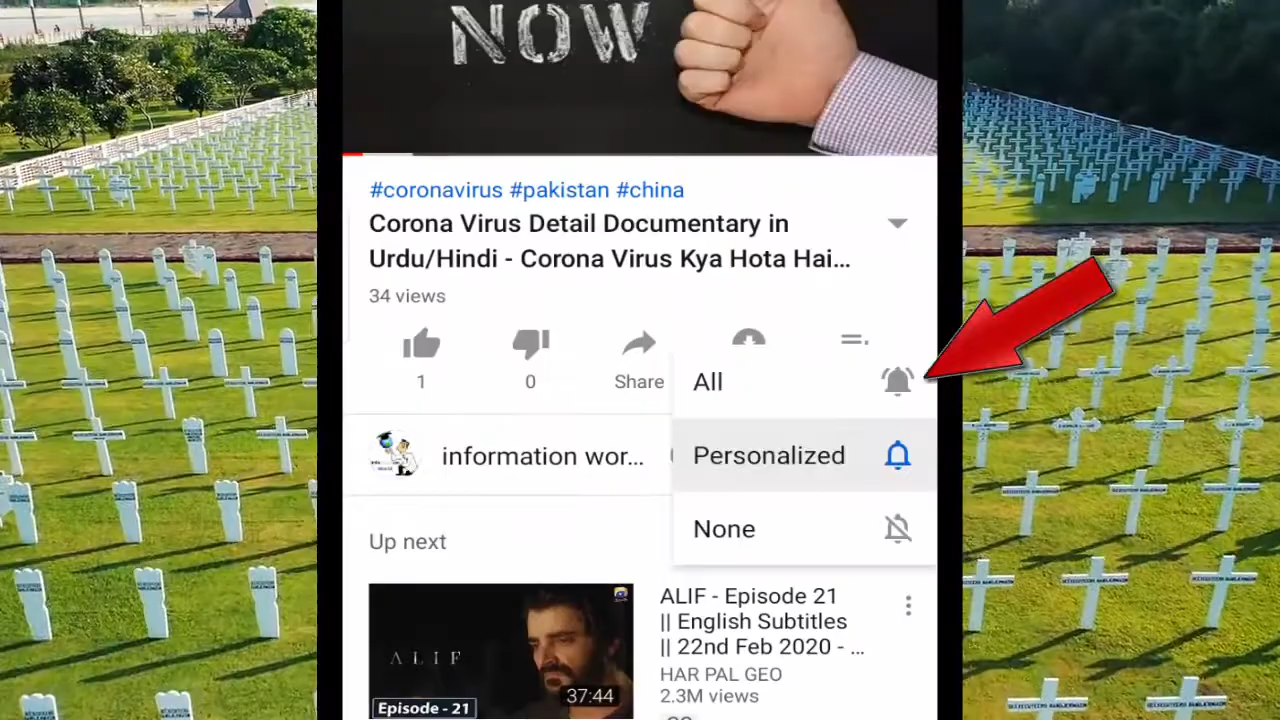 NOW
#coronavirus #pakistan #china
Corona Virus Detail Documentary in
Urdu/Hindi - Corona Virus Kya Hota Hai...
34 views
1
0
Share
All
information wor...
Personalized
None
Up next
ALIF
Episode - 21
37:44
ALIF - Episode 21
|| English Subtitles
|| 22nd Feb 2020 - ...
HAR PAL GEO
2.3M views